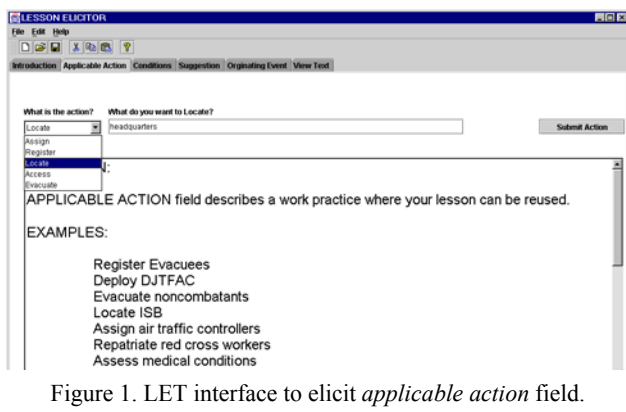 LESSON ELICITOR
File Edit Help
Introduction Applicable Action Conditions Suggestion Orginating Event View Text
What is the action? What do you want to Locate?
Locate headquarters Submit Action
Assign
Register
Locate
Access
Evacuate
N:
APPLICABLE ACTION field describes a work practice where your lesson can be reused.
EXAMPLES:
Register Evacuees
Deploy DJTFAC
Evacuate noncombatants
Locate ISB
Assign air traffic controllers
Repatriate red cross workers
Assess medical conditions
Figure 1. LET interface to elicit applicable action field.